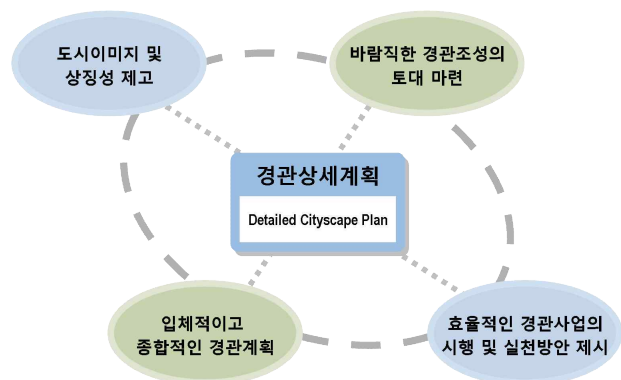 도시이미지 및
상징성 제고
바람직한 경관조성의
토대 마련
경관상세계획
Detailed Cityscape Plan
입체적이고
종합적인 경관계획
효율적인 경관사업의
시행 및 실천방안 제시